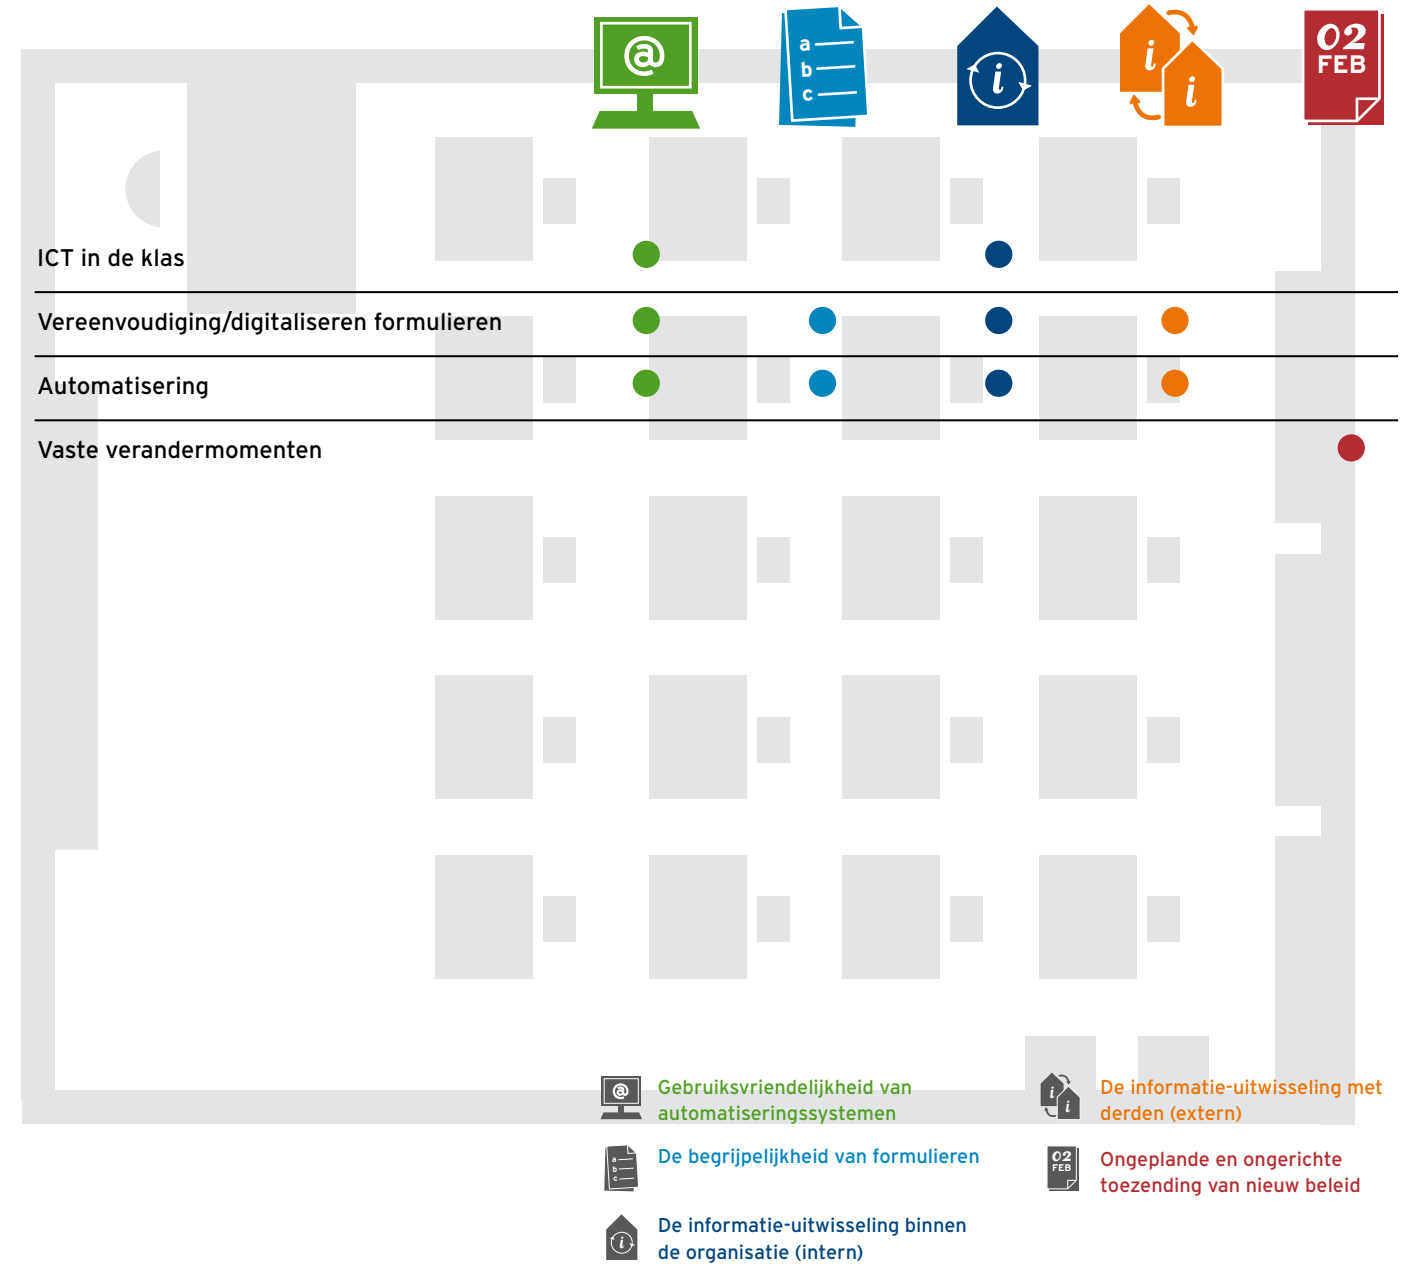 @
a
b
c
i
i
i
02
FEB
ICT in de klas
Vereenvoudiging/digitaliseren formulieren
Automatisering
Vaste verandermomenten
@
Gebruiksvriendelijkheid van
automatiseringssystemen
a
b
c
De begrijpelijkheid van formulieren
i
De informatie-uitwisseling binnen
de organisatie (intern)
i
i
De informatie-uitwisseling met
derden (extern)
02
FEB
Ongeplande en ongerichte
toezending van nieuw beleid